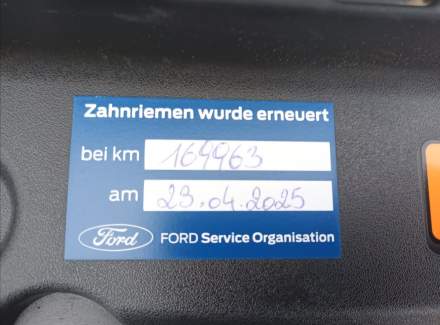 Zahnriemen wurde erneuert
bei km 164963
am 23.04.2025
Ford FORD Service Organisation